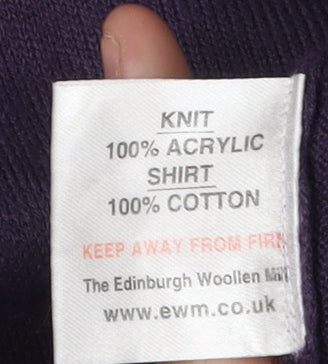 KNIT
100% ACRYLIC
SHIRT
100% COTTON
KEEP AWAY FROM FIRE
The Edinburgh Woollen Mill
www.ewm.co.uk